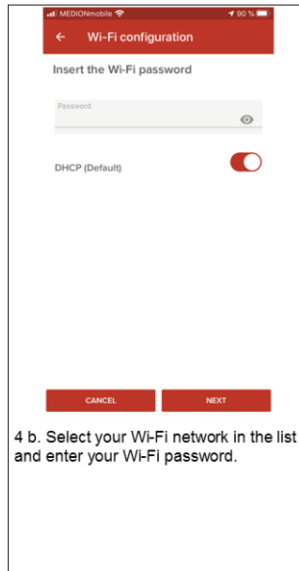 MEDIONmobile 90 %
← Wi-Fi configuration
Insert the Wi-Fi password
Password
DHCP (Default)
CANCEL NEXT
4 b. Select your Wi-Fi network in the list
and enter your Wi-Fi password.